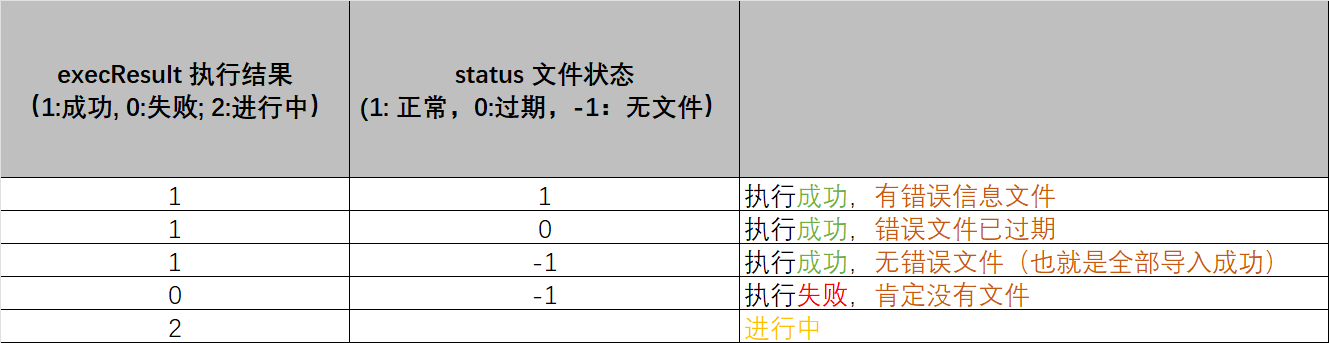 execResult 执行结果
（1:成功, 0:失败; 2:进行中）
status 文件状态
(1: 正常，0:过期，-1：无文件）
1 1 执行成功，有错误信息文件
1 0 执行成功，错误文件已过期
1 -1 执行成功，无错误文件（也就是全部导入成功）
0 -1 执行失败，肯定没有文件
2 进行中